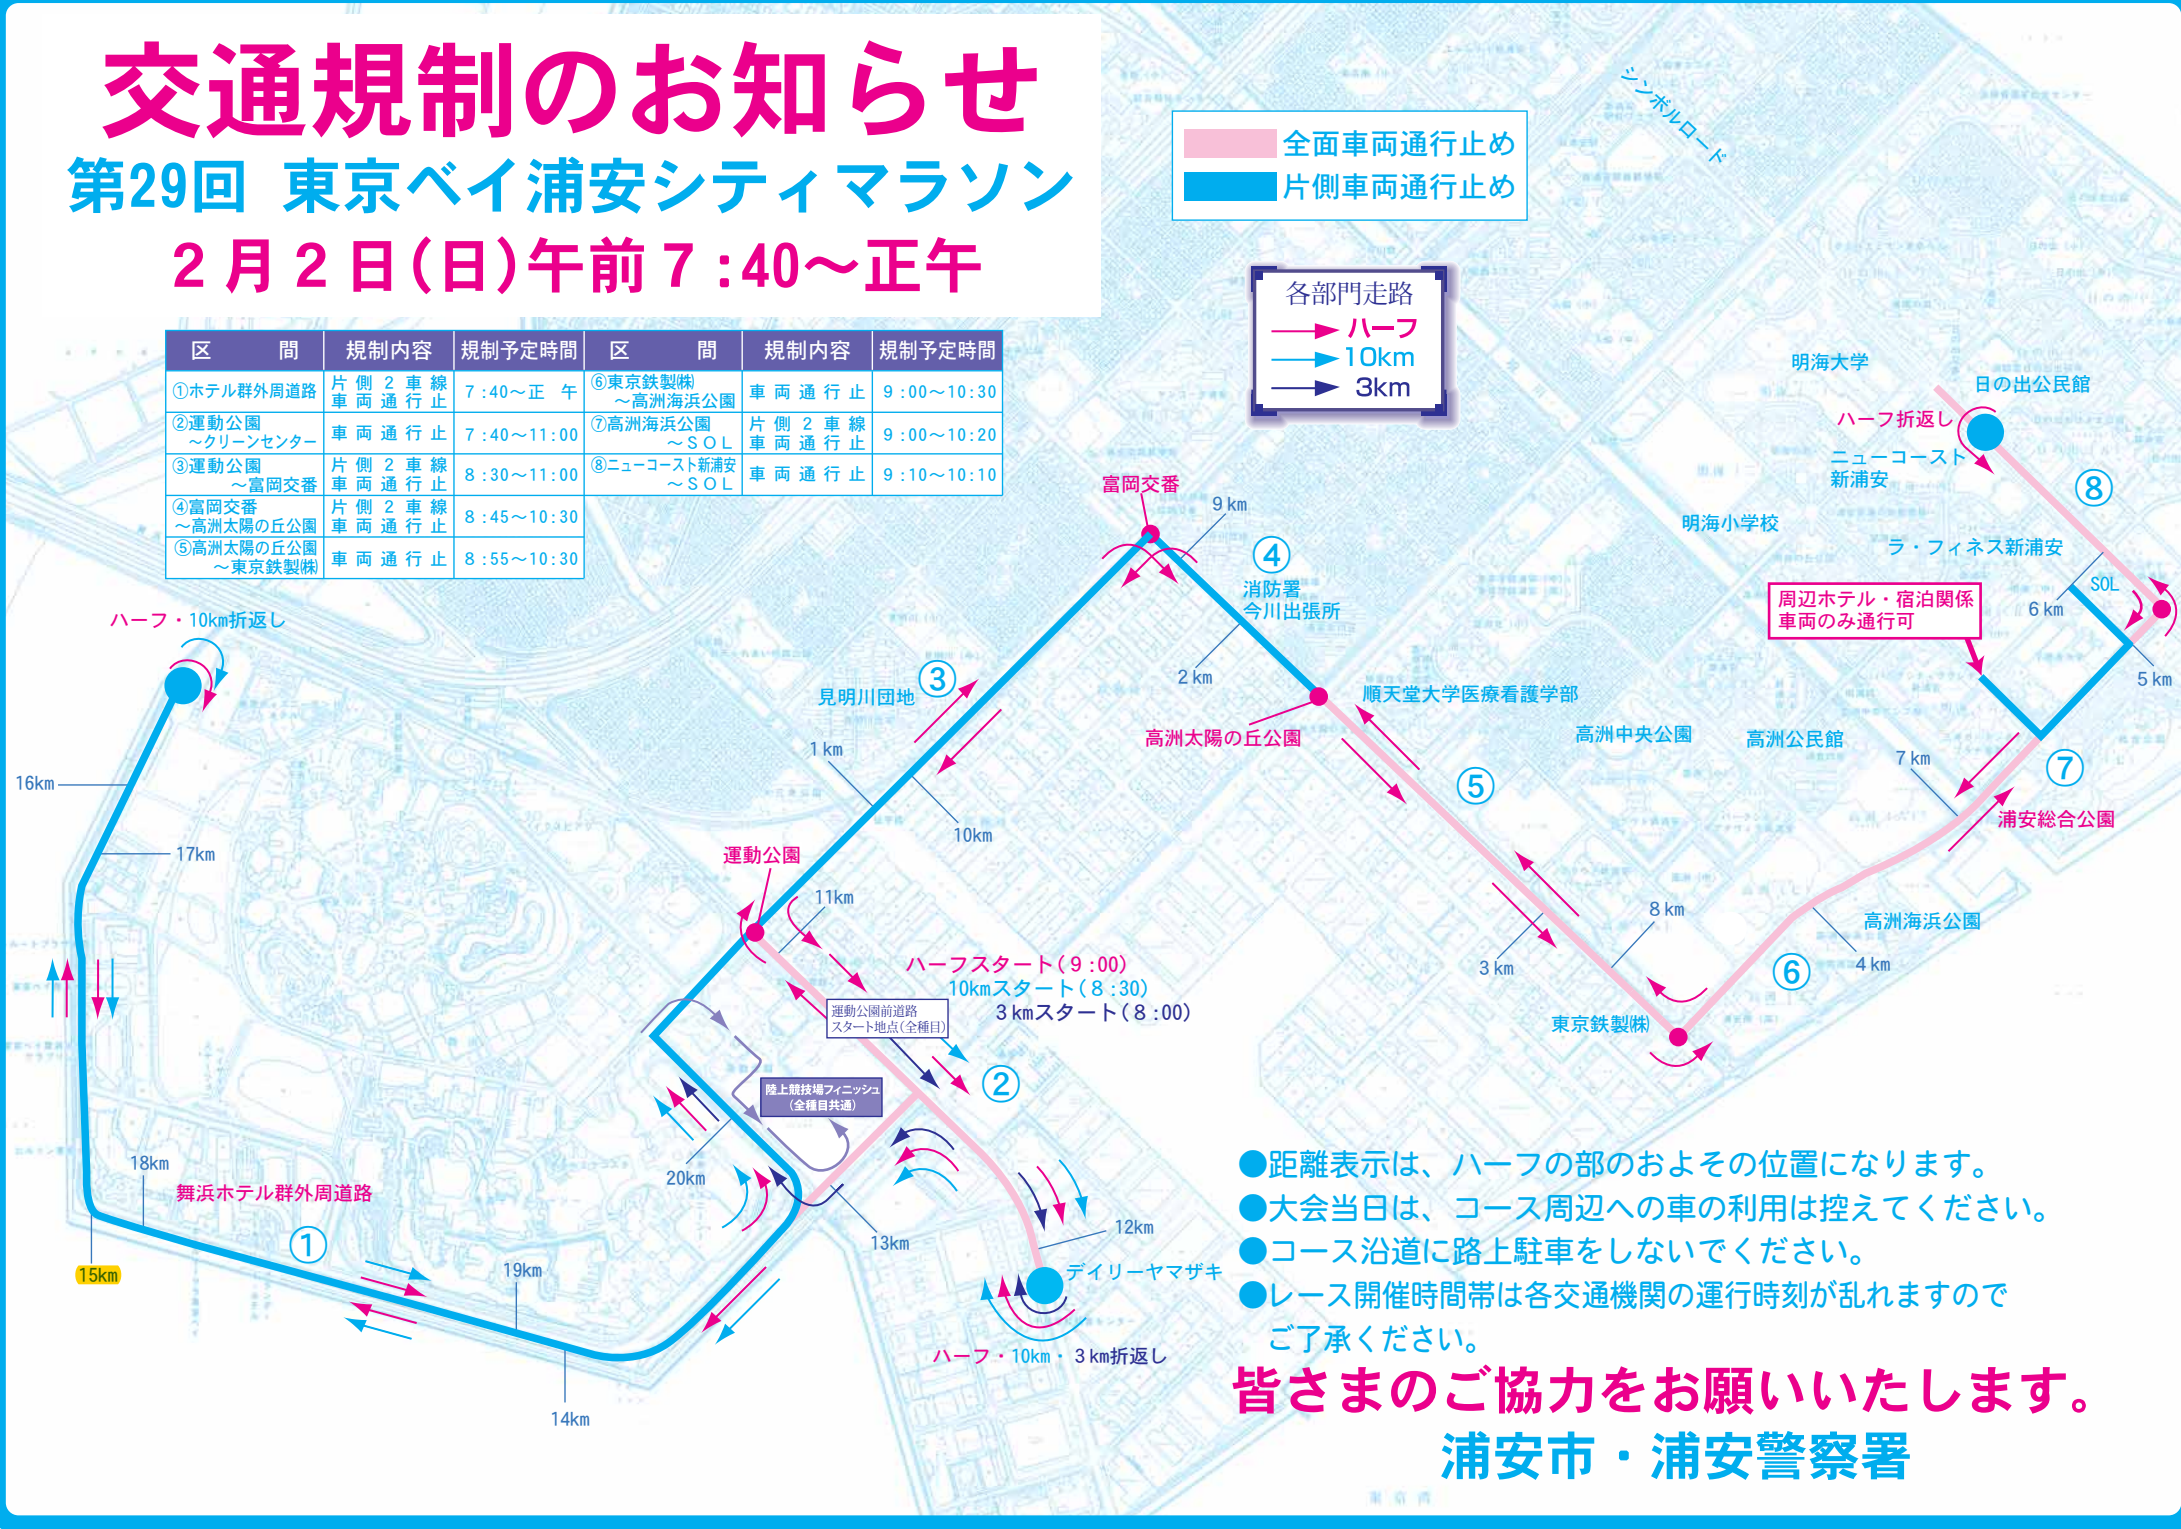 交通規制のお知らせ
第29回 東京ベイ浦安シティマラソン
2月2日(日)午前7:40〜正午
全面車両通行止め
片側車両通行止め
各部門走路
ハーフ
10km
3km
区 間 規制内容 規制予定時間 区 間 規制内容 規制予定時間
①ホテル群外周道路 片側2車線車両通行止 7:40〜正 午
②運動公園〜クリーンセンター 車両通行止 7:40〜11:00
③運動公園〜富岡交番 片側2車線車両通行止 8:30〜11:00
④富岡交番〜高洲太陽の丘公園 片側2車線車両通行止 8:45〜10:30
⑤高洲太陽の丘公園〜東京鉄製㈱ 車両通行止 8:55〜10:30
⑥東京鉄製㈱〜高洲海浜公園 車両通行止 9:00〜10:30
⑦高洲海浜公園〜SOL 片側2車線車両通行止 9:00〜10:20
⑧ニューコースト新浦安〜SOL 車両通行止 9:10〜10:10
シンボルロード
明海大学
日の出公民館
ハーフ折返し
ニューコースト
新浦安
⑧
明海小学校
ラ・フィネス新浦安
SOL
周辺ホテル・宿泊関係
車両のみ通行可
6km
5km
富岡交番
9km
④
消防署
今川出張所
2km
高洲太陽の丘公園
順天堂大学医療看護学部
高洲中央公園
高洲公民館
7km
⑦
浦安総合公園
⑤
8km
3km
高洲海浜公園
4km
⑥
東京鉄製㈱
ハーフ・10km折返し
見明川団地
③
1km
10km
16km
17km
運動公園
11km
ハーフスタート(9:00)
10kmスタート(8:30)
3kmスタート(8:00)
運動公園前道路
スタート地点(全種目)
②
陸上競技場フィニッシュ
(全種目共通)
20km
18km
舞浜ホテル群外周道路
①
15km
19km
14km
13km
12km
デイリーヤマザキ
ハーフ・10km・3km折返し
●距離表示は、ハーフの部のおよその位置になります。
●大会当日は、コース周辺への車の利用は控えてください。
●コース沿道に路上駐車をしないでください。
●レース開催時間帯は各交通機関の運行時刻が乱れますので
ご了承ください。
皆さまのご協力をお願いいたします。
浦安市・浦安警察署
東京湾